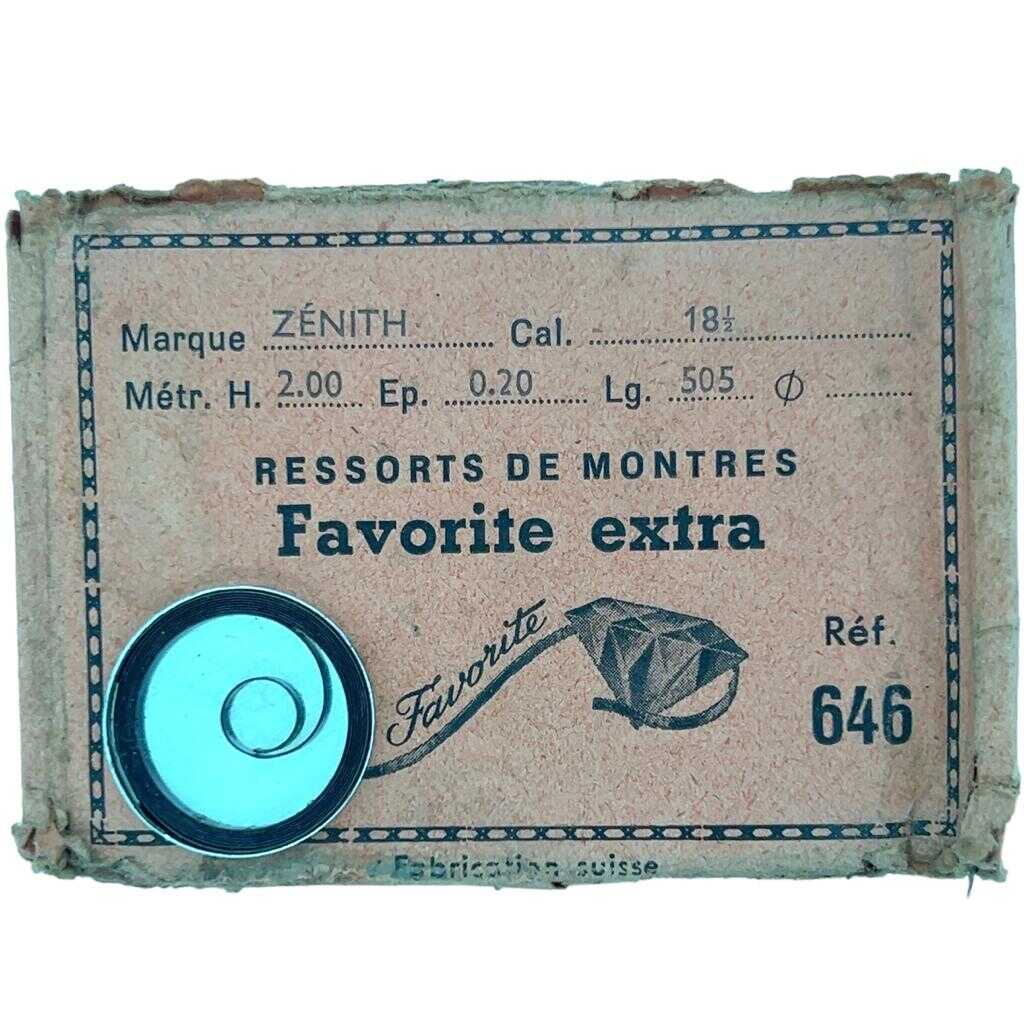 Marque ZÉNITH Cal. 18½
Métr. H. 2.00 Ep. 0.20 Lg. 505 Ø
RESSORTS DE MONTRES
Favorite extra
Favorite
Réf.
646
Fabrication suisse